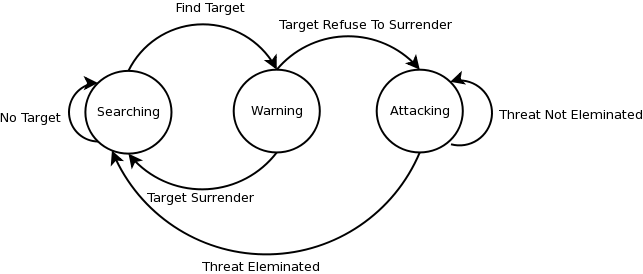 Find Target
Target Refuse To Surrender
Searching
Warning
Attacking
No Target
Threat Not Eleminated
Target Surrender
Threat Eleminated